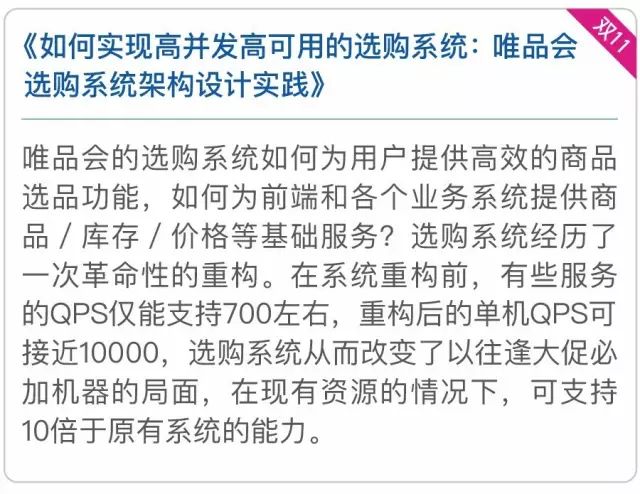 双11
《如何实现高并发高可用的选购系统：唯品会
选购系统架构设计实践》
唯品会的选购系统如何为用户提供高效的商品
选品功能，如何为前端和各个业务系统提供商
品 / 库存 / 价格等基础服务？选购系统经历了
一次革命性的重构。在系统重构前，有些服务
的QPS仅能支持700左右，重构后的单机QPS可
接近10000，选购系统从而改变了以往逢大促必
加机器的局面，在现有资源的情况下，可支持
10倍于原有系统的能力。